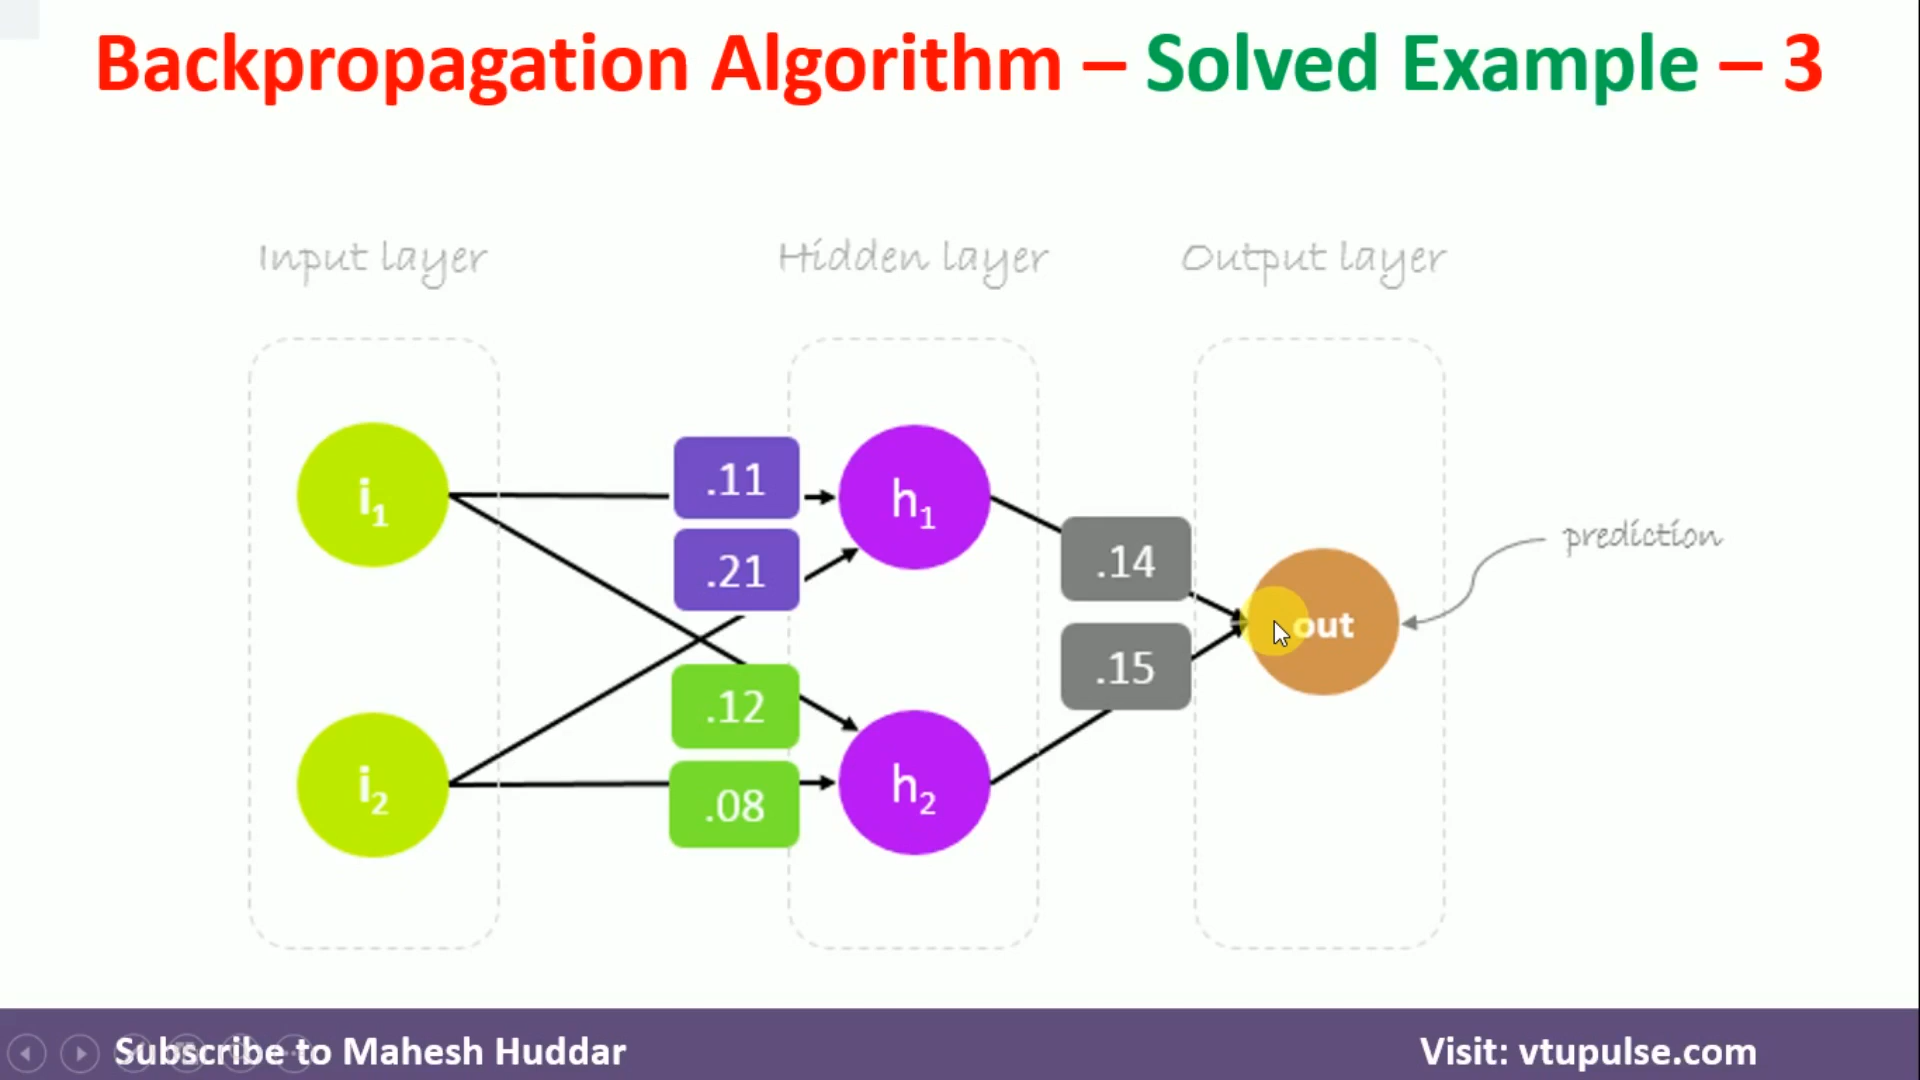 Backpropagation Algorithm – Solved Example – 3
Input layer
Hidden layer
Output layer
i1
.11
h1
.21
.14
prediction
out
.15
.12
i2
.08
h2
Subscribe to Mahesh Huddar
Visit: vtupulse.com